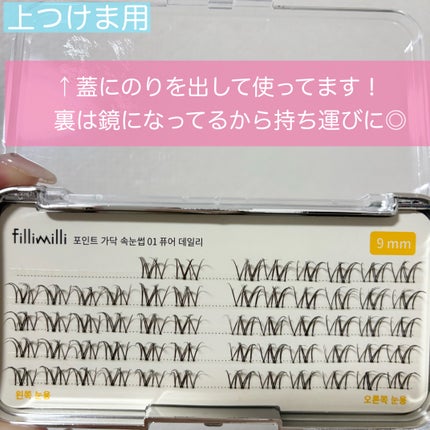 上つけま用
↑蓋にのりを出して使ってます！
裏は鏡になってるから持ち運びに◎
fillimilli 포인트 가닥 속눈썹 01 퓨어 데일리
9 mm
왼쪽 눈용
오른쪽 눈용